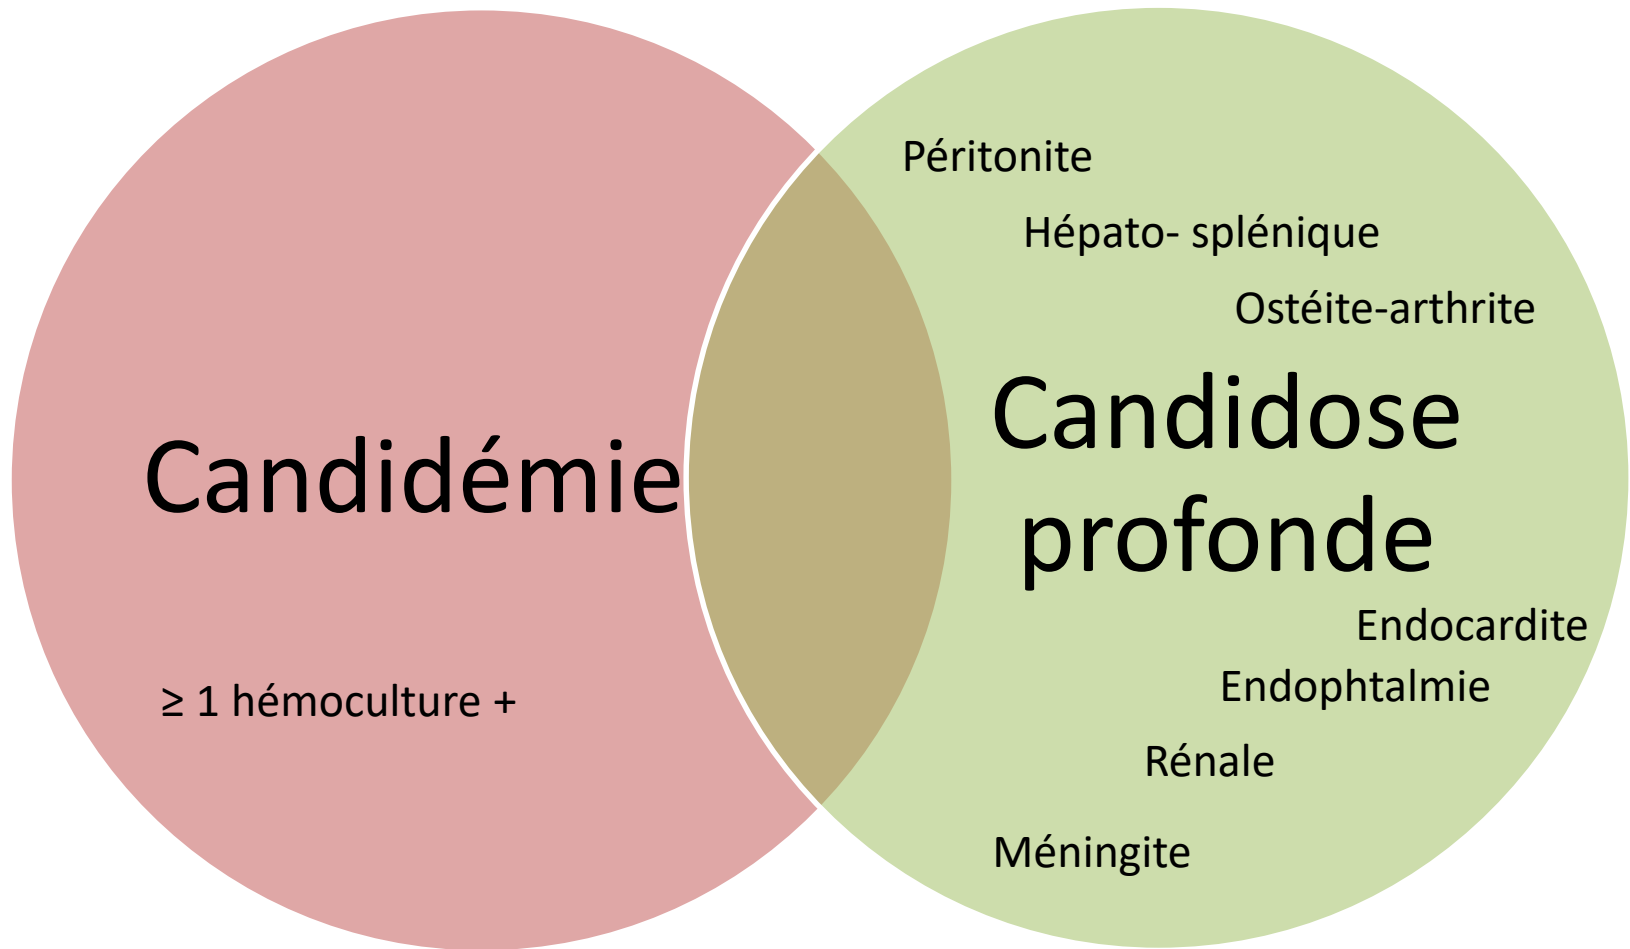 Péritonite
Hépato- splénique
Ostéite-arthrite
Candidémie
Candidose
profonde
≥ 1 hémoculture +
Endocardite
Endophtalmie
Rénale
Méningite